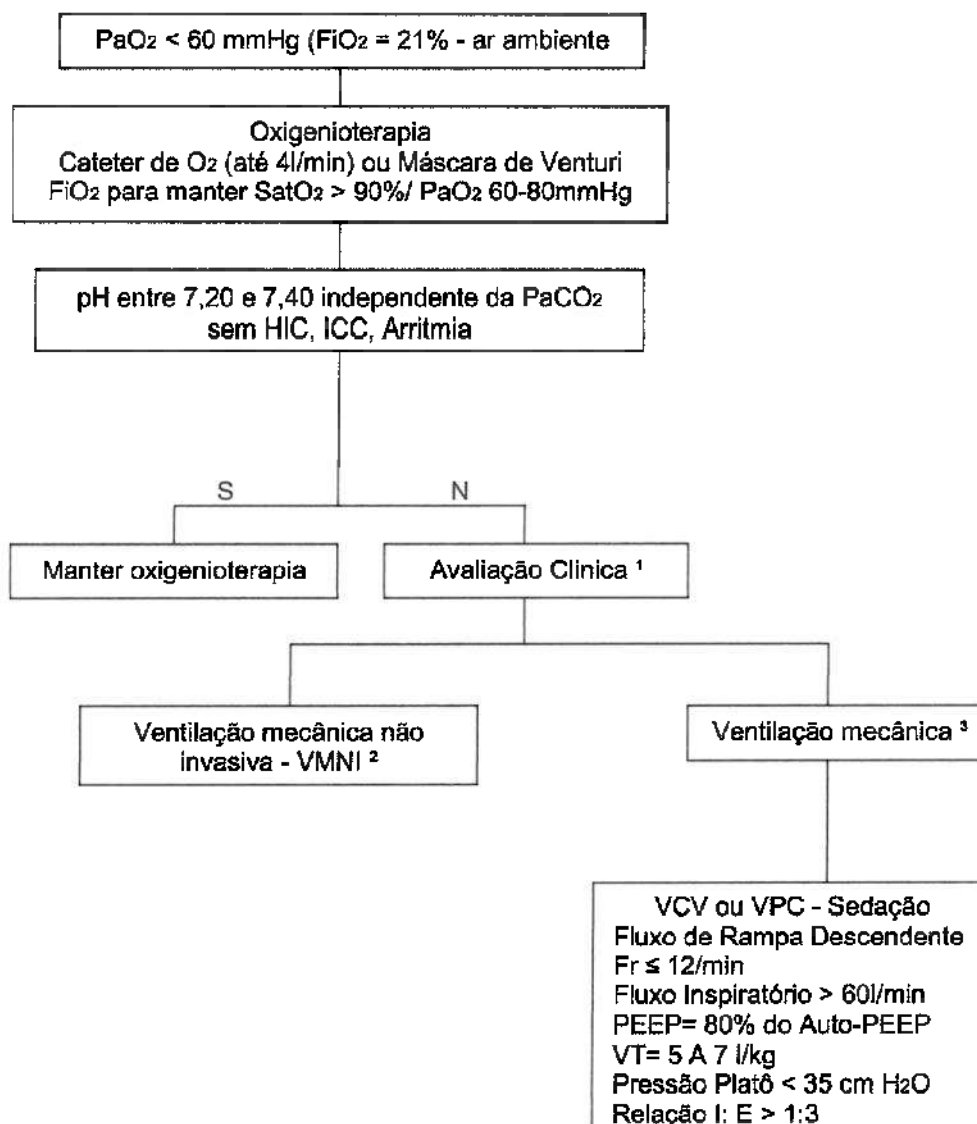 PaO₂ < 60 mmHg (FiO₂ = 21% - ar ambiente
Oxigenioterapia
Cateter de O₂ (até 4l/min) ou Máscara de Venturi
FiO₂ para manter SatO₂ > 90%/ PaO₂ 60-80mmHg
pH entre 7,20 e 7,40 independente da PaCO₂
sem HIC, ICC, Arritmia
S
N
Manter oxigenioterapia
Avaliação Clinica ¹
Ventilação mecânica não
invasiva - VMNI ²
Ventilação mecânica ³
VCV ou VPC - Sedação
Fluxo de Rampa Descendente
Fr ≤ 12/min
Fluxo Inspiratório > 60l/min
PEEP= 80% do Auto-PEEP
VT= 5 A 7 l/kg
Pressão Platô < 35 cm H₂O
Relação I: E > 1:3